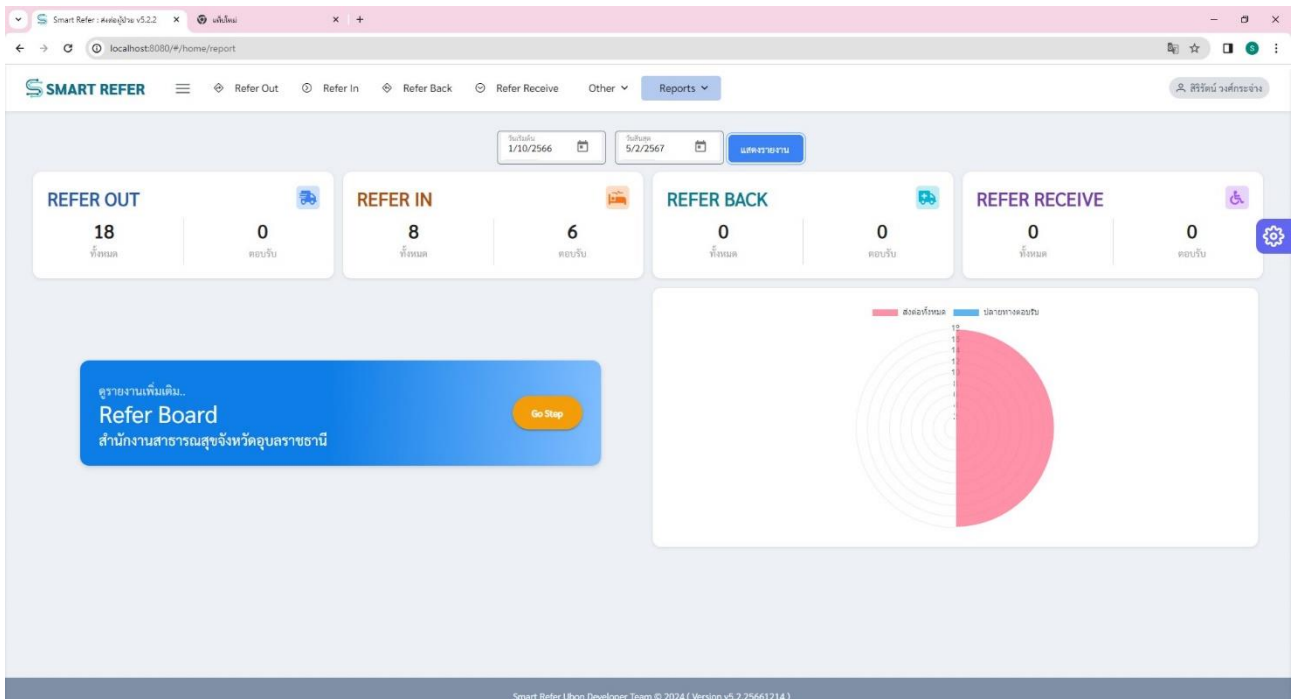 Smart Refer : ส่งต่อผู้ป่วย v5.2.2
แท็บใหม่
localhost:8080/#/home/report
SMART REFER
Refer Out
Refer In
Refer Back
Refer Receive
Other
Reports
สิริรัตน์ วงศ์กระจ่าง
วันเริ่มต้น
1/10/2566
วันสิ้นสุด
5/2/2567
แสดงรายงาน
REFER OUT
18
ทั้งหมด
0
ตอบรับ
REFER IN
8
ทั้งหมด
6
ตอบรับ
REFER BACK
0
ทั้งหมด
0
ตอบรับ
REFER RECEIVE
0
ทั้งหมด
0
ตอบรับ
ดูรายงานเพิ่มเติม..
Refer Board
สำนักงานสาธารณสุขจังหวัดอุบลราชธานี
Go Step
ส่งต่อทั้งหมด
ปลายทางตอบรับ
Smart Refer Ubon Developer Team © 2024 ( Version v5.2.25661214 )